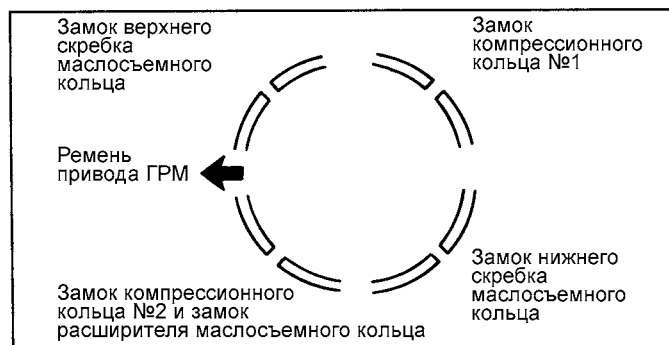 Замок верхнего
скребка
маслосъемного
кольца
Замок
компрессионного
кольца №1
Ремень
привода ГРМ
Замок компрессионного
кольца №2 и замок
расширителя маслосъемного кольца
Замок нижнего
скребка
маслосъемного
кольца